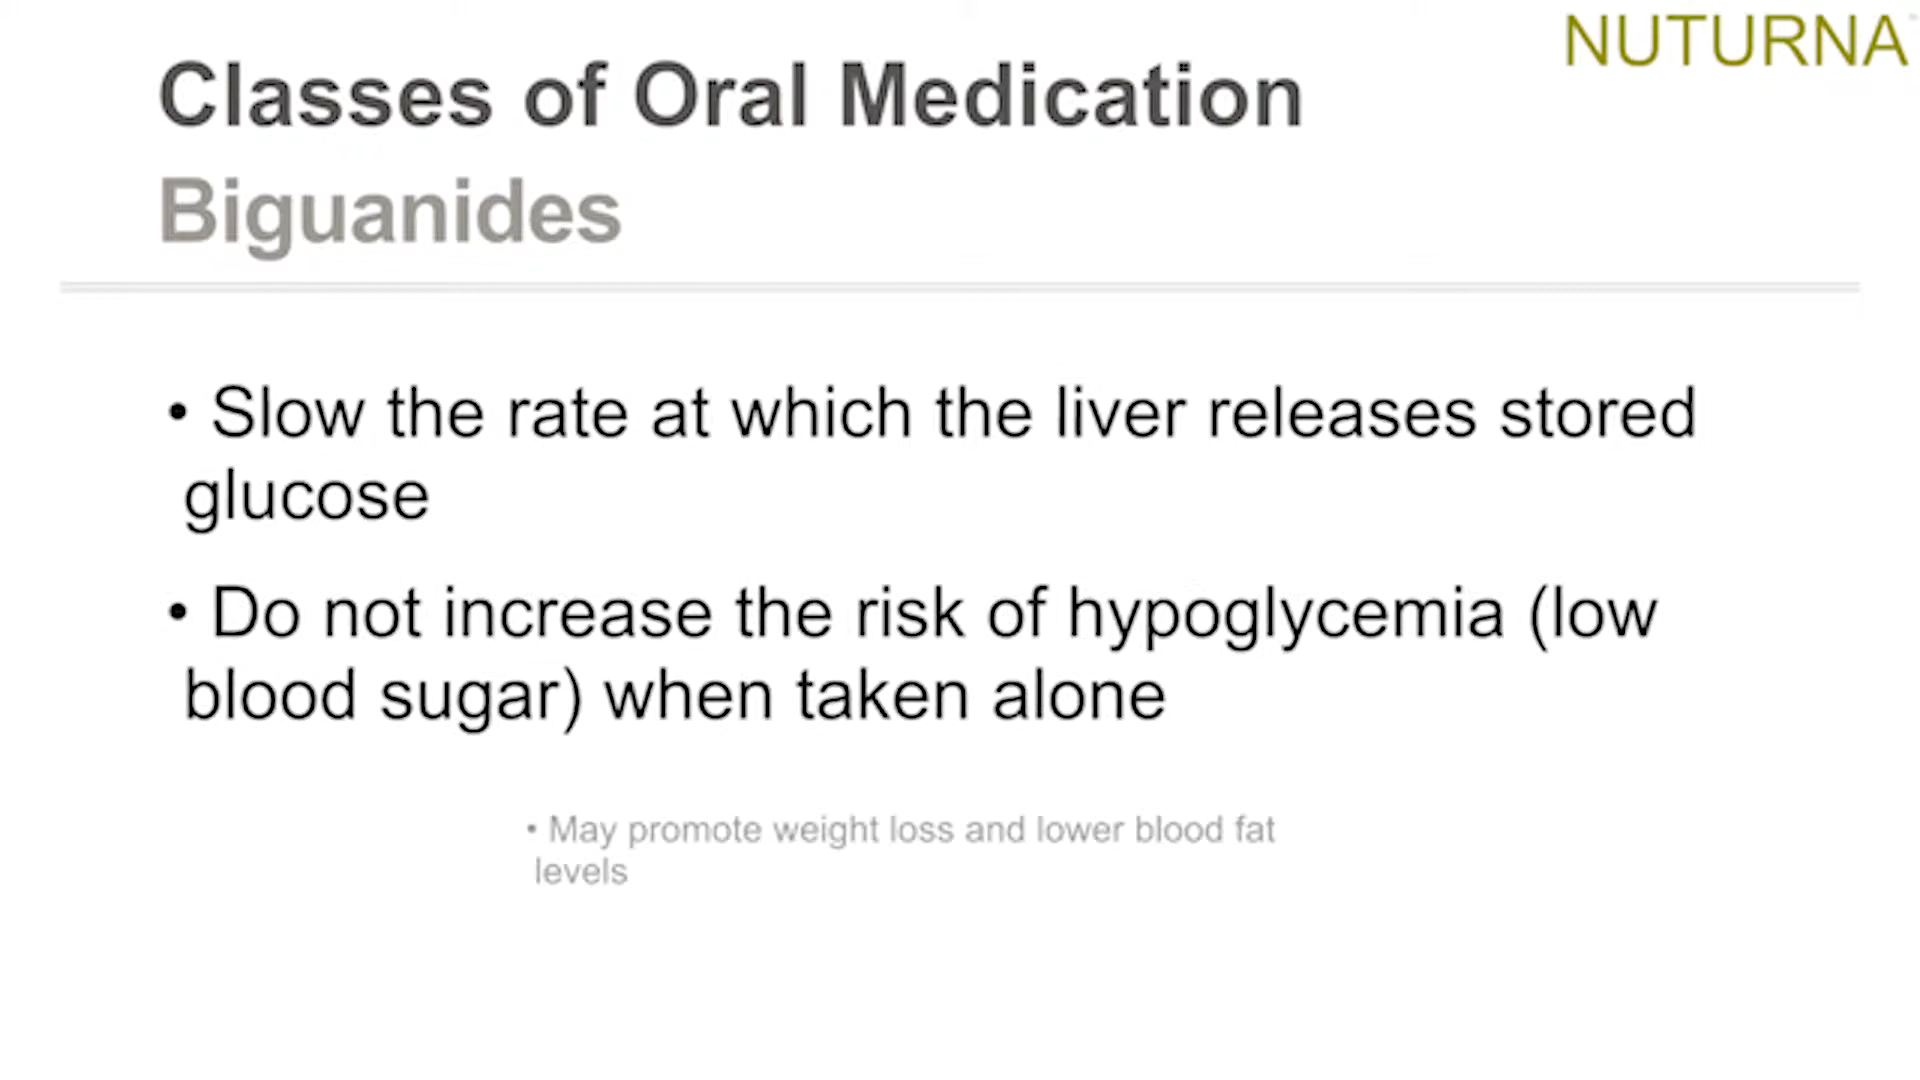 NUTURNA
Classes of Oral Medication
Biguanides
• Slow the rate at which the liver releases stored
glucose
• Do not increase the risk of hypoglycemia (low
blood sugar) when taken alone
• May promote weight loss and lower blood fat
levels